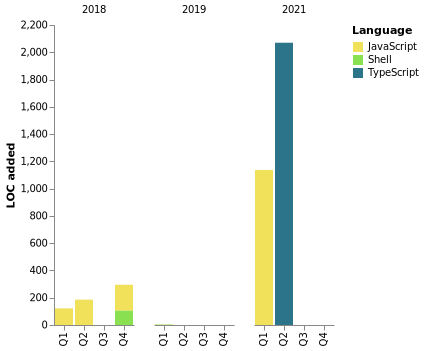 2018 2019 2021
Language
JavaScript
Shell
TypeScript
LOC added
2,200
2,000
1,800
1,600
1,400
1,200
1,000
800
600
400
200
0
Q1 Q2 Q3 Q4 Q1 Q2 Q3 Q4 Q1 Q2 Q3 Q4